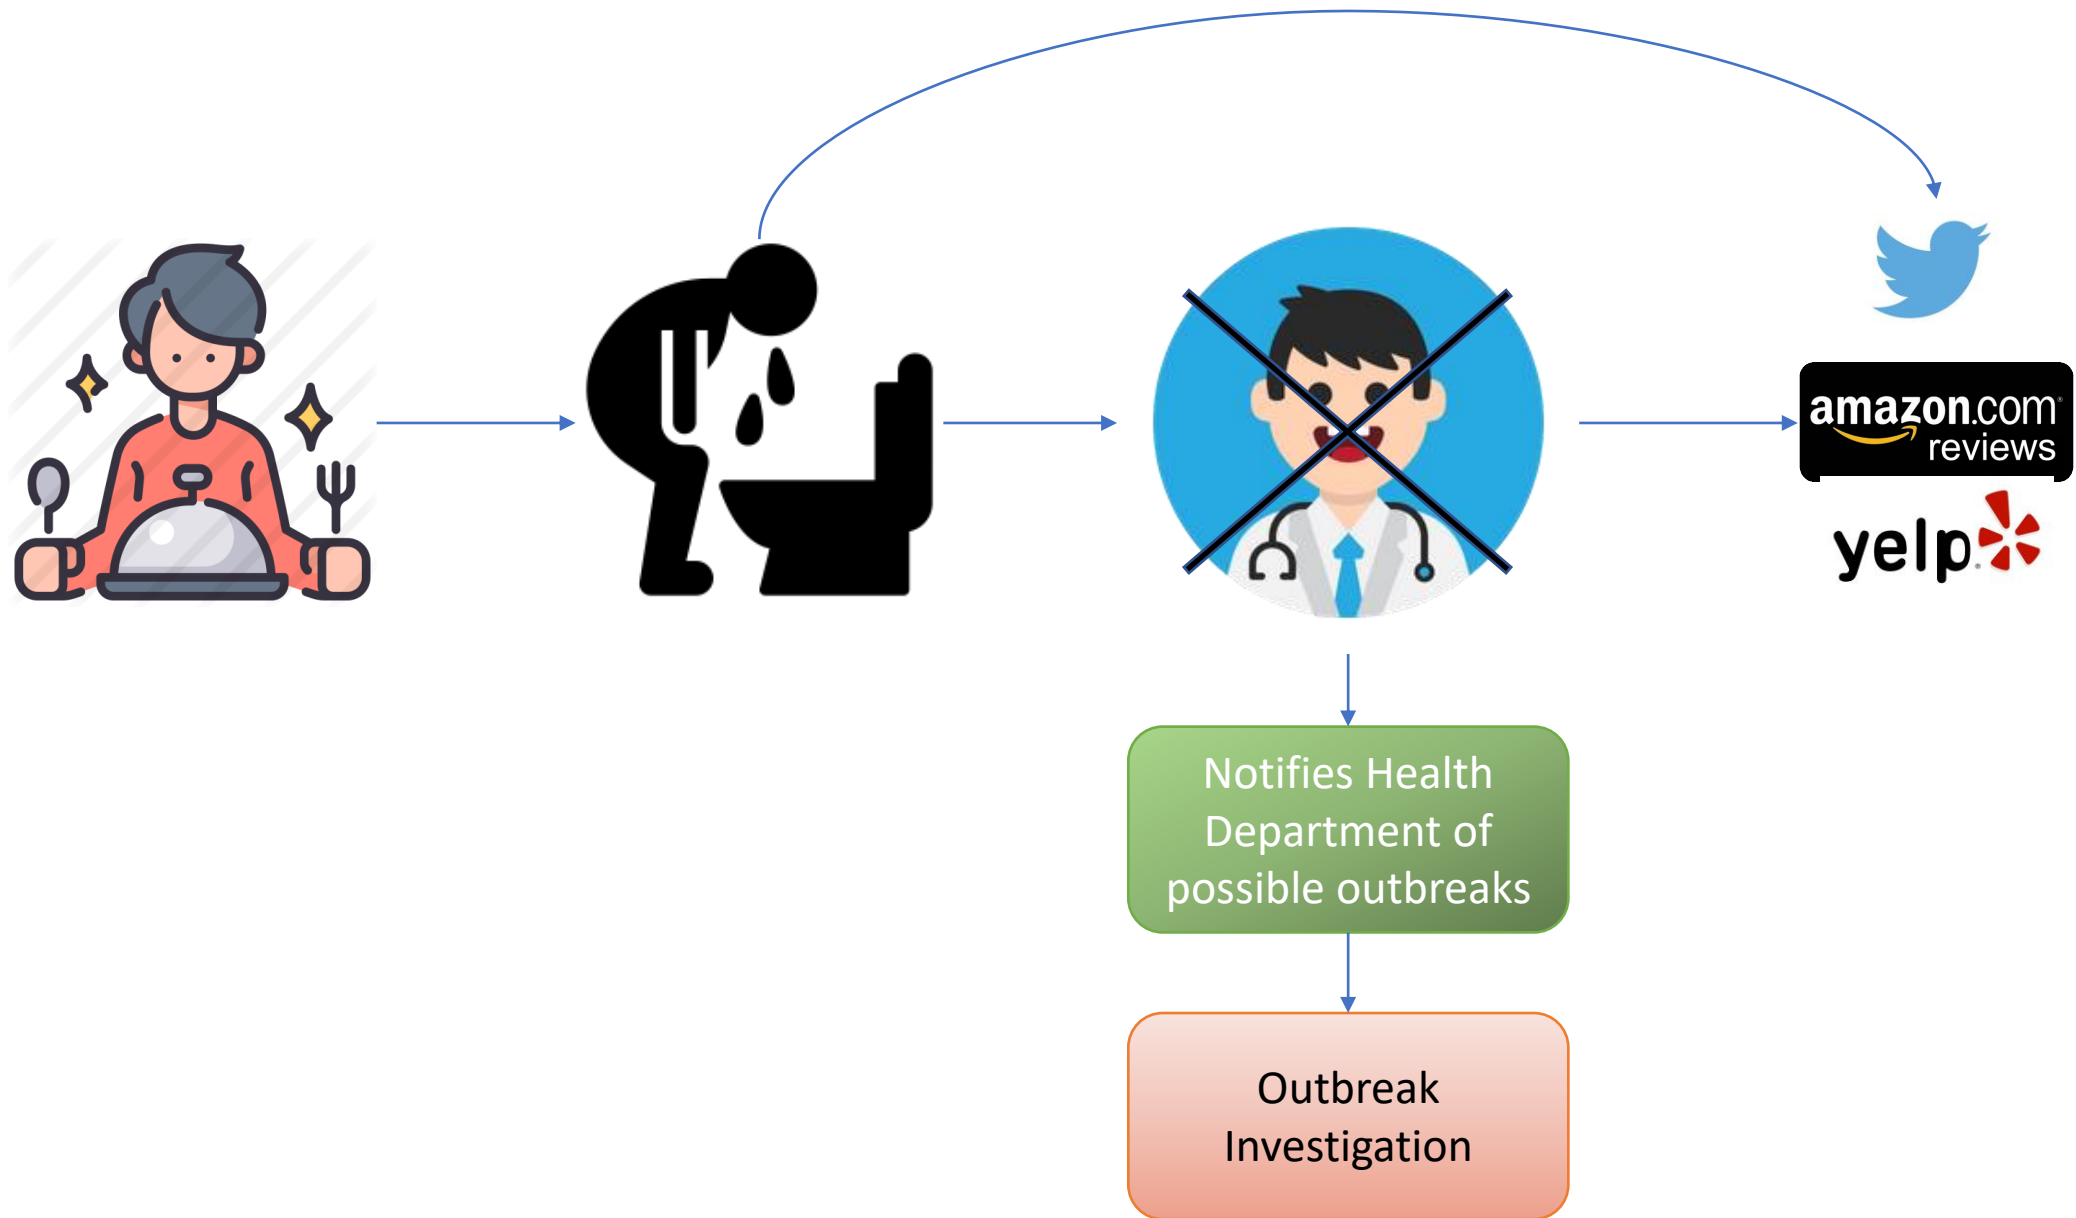 amazon.com
reviews
yelp
Notifies Health
Department of
possible outbreaks
Outbreak
Investigation